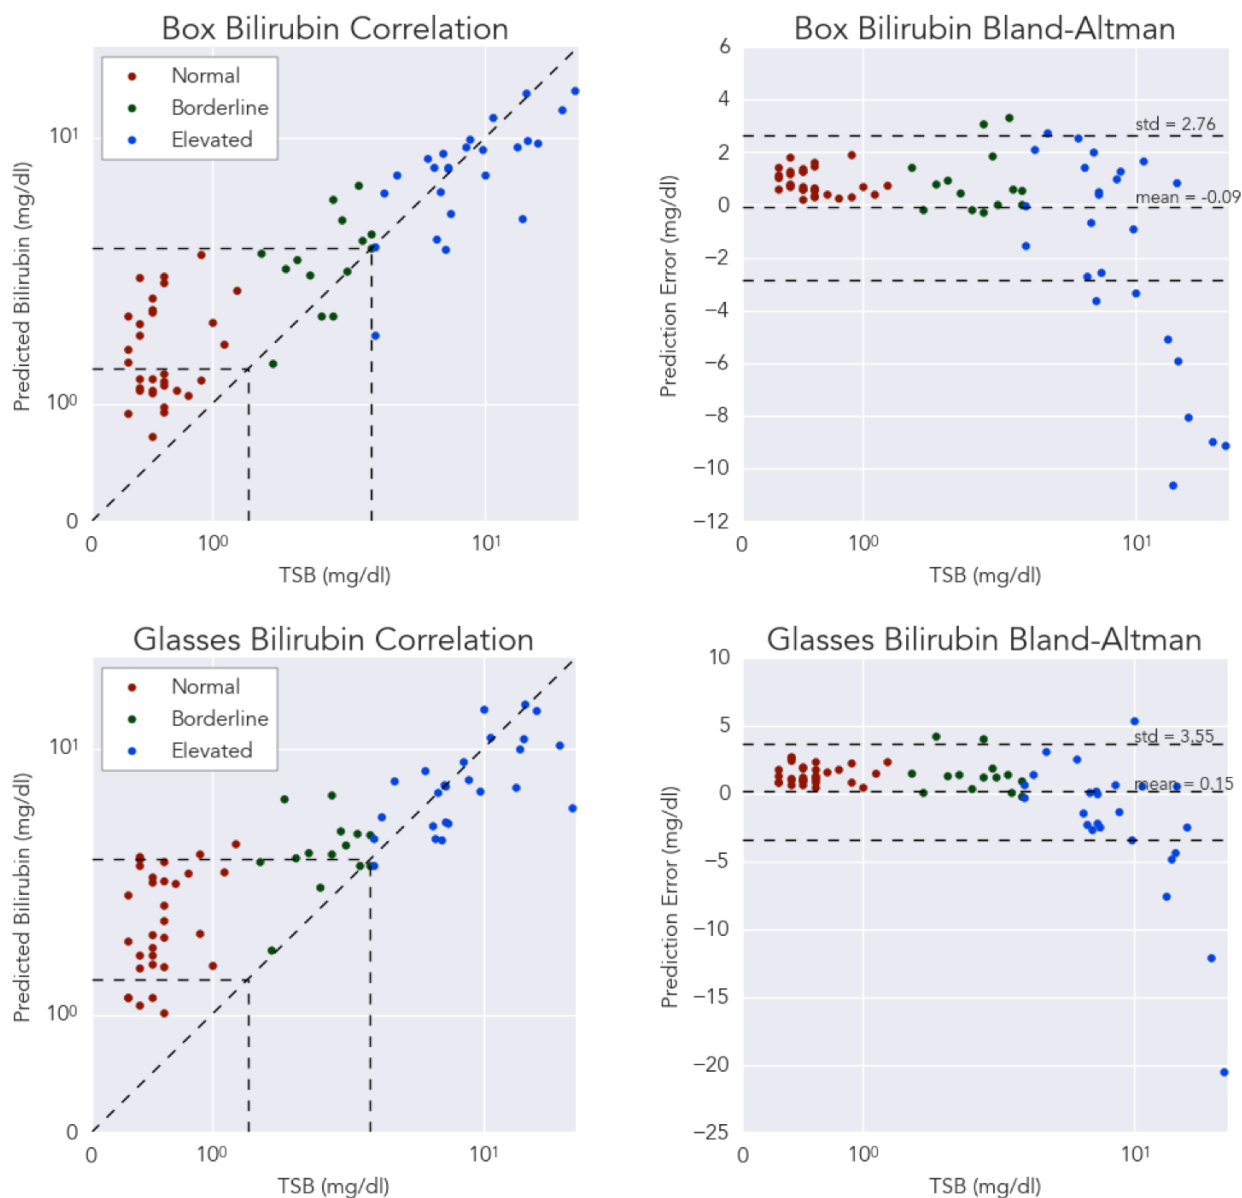 Box Bilirubin Correlation
Normal
Borderline
Elevated
10¹
10⁰
0
0
10⁰
10¹
Predicted Bilirubin (mg/dl)
TSB (mg/dl)
Box Bilirubin Bland-Altman
6
4
2
0
−2
−4
−6
−8
−10
−12
std = 2.76
mean = -0.09
0
10⁰
10¹
Prediction Error (mg/dl)
TSB (mg/dl)
Glasses Bilirubin Correlation
Normal
Borderline
Elevated
10¹
10⁰
0
0
10⁰
10¹
Predicted Bilirubin (mg/dl)
TSB (mg/dl)
Glasses Bilirubin Bland-Altman
10
5
0
−5
−10
−15
−20
−25
std = 3.55
mean = 0.15
0
10⁰
10¹
Prediction Error (mg/dl)
TSB (mg/dl)